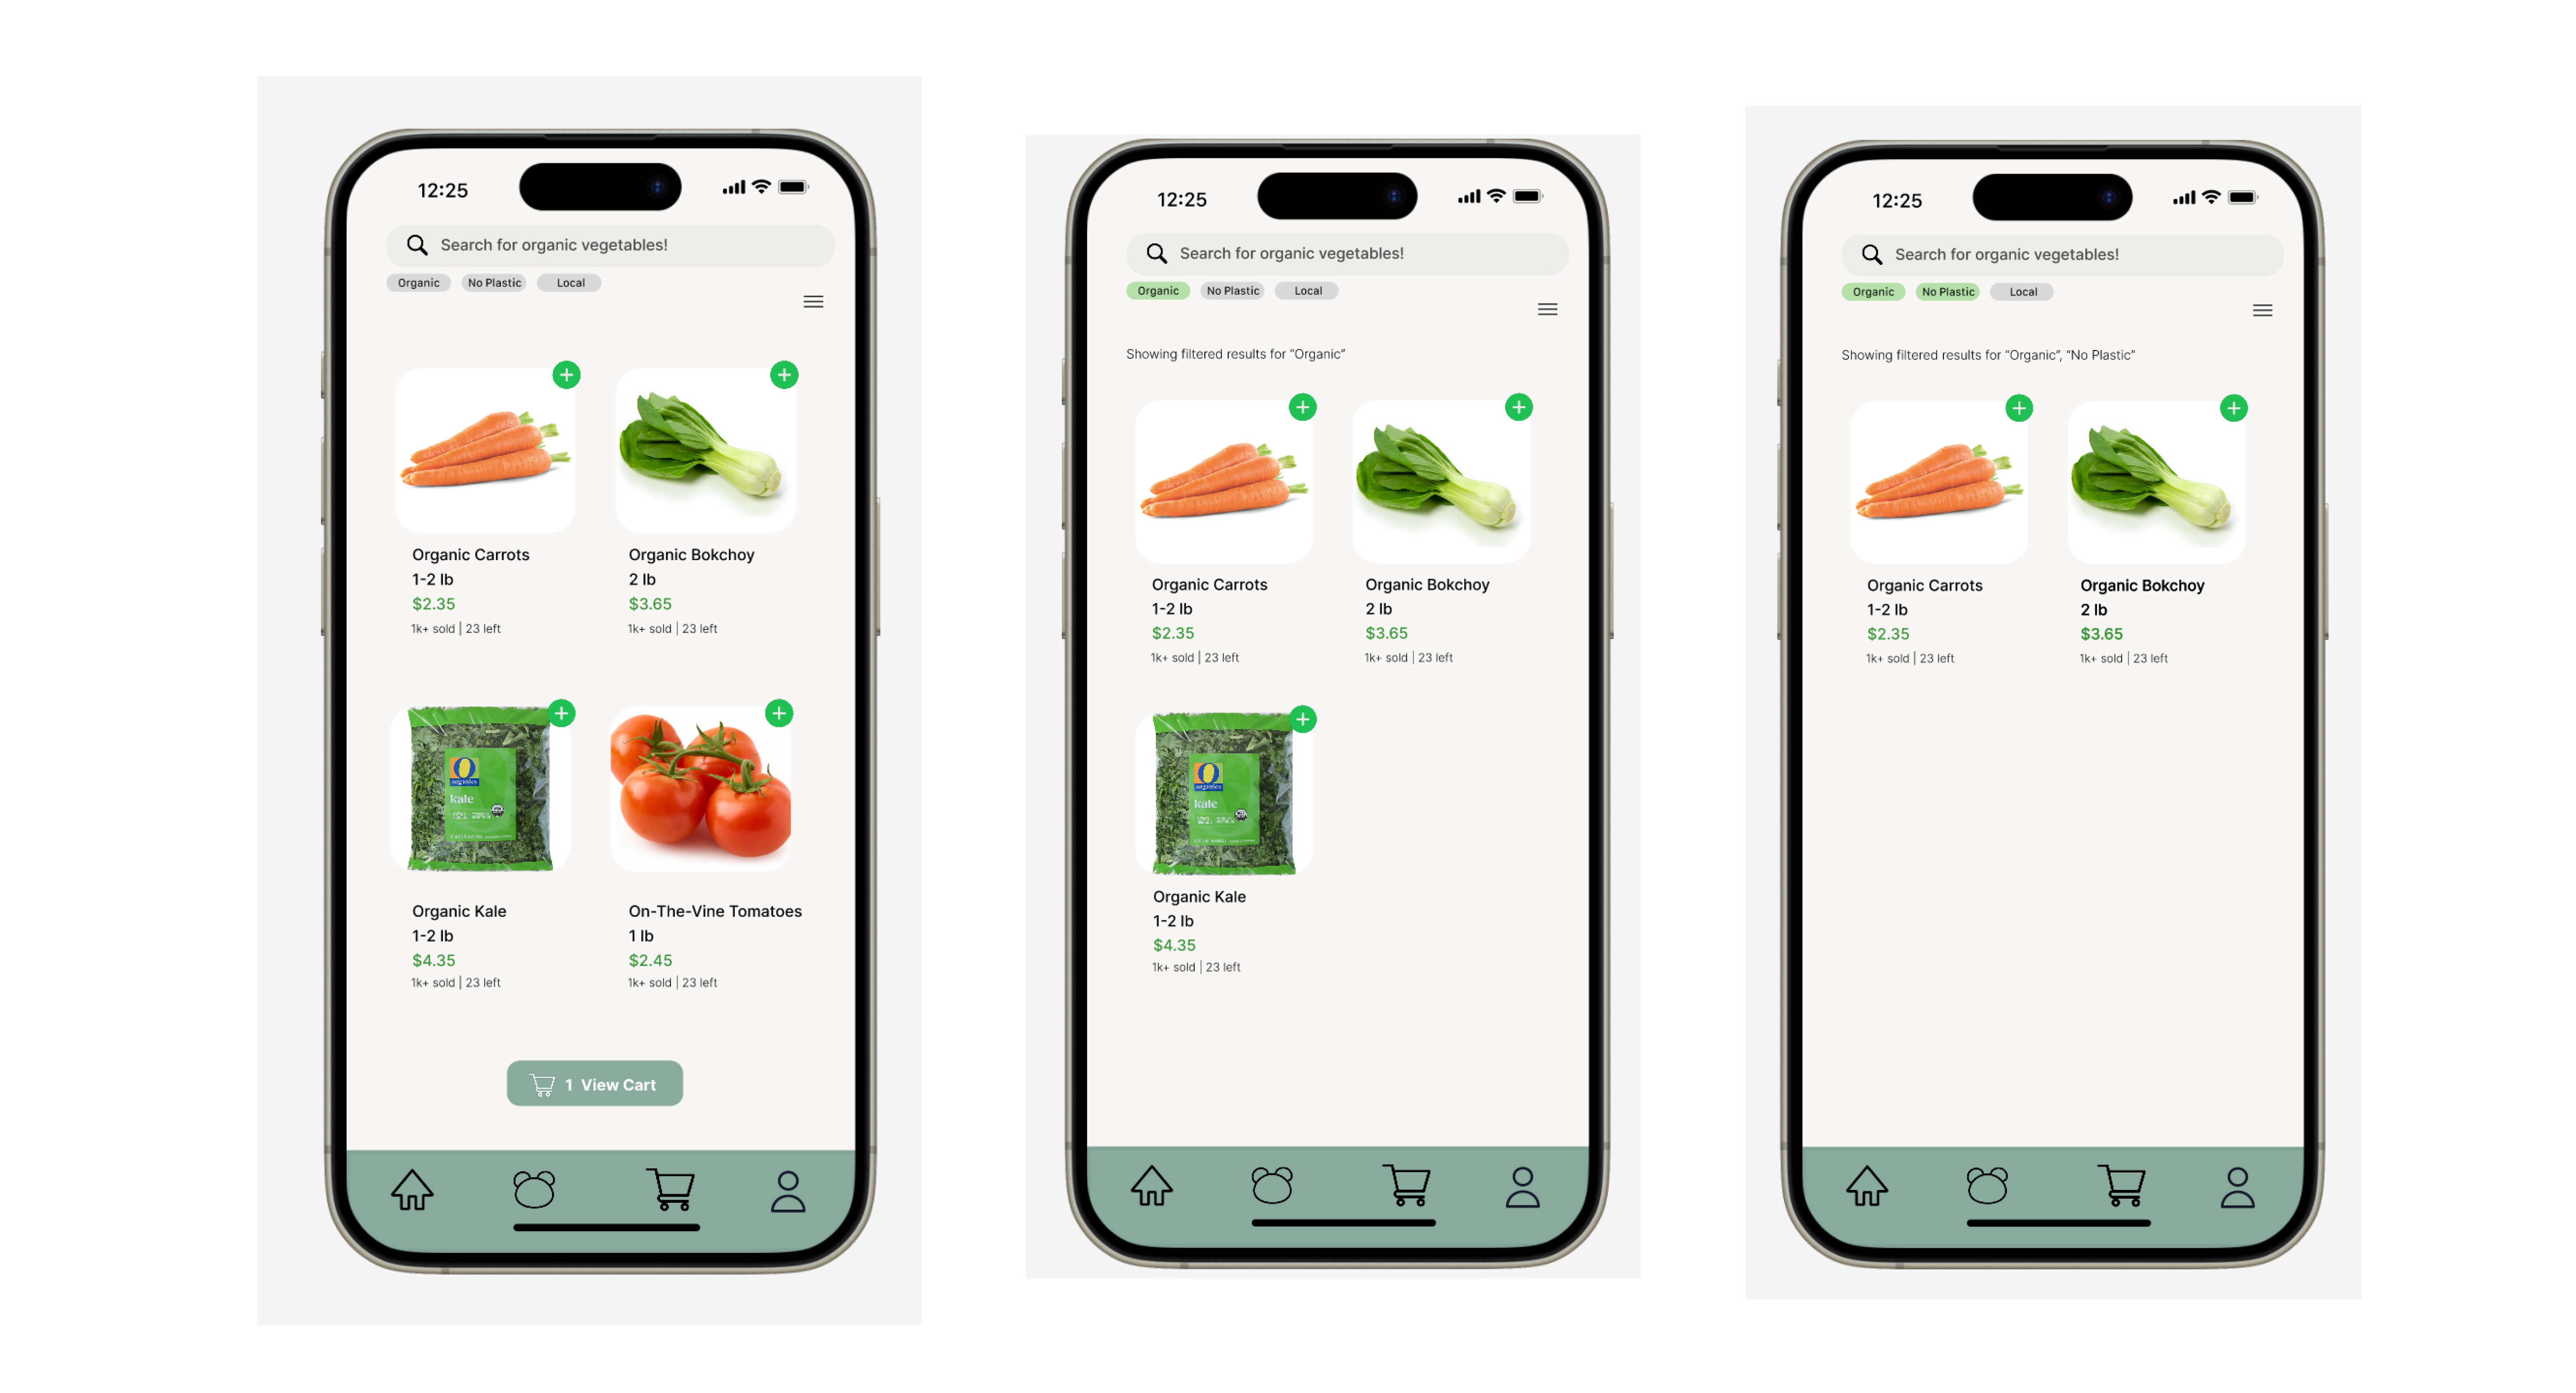 12:25
Search for organic vegetables!
Organic No Plastic Local
Organic Carrots
1-2 lb
$2.35
1k+ sold | 23 left
Organic Bokchoy
2 lb
$3.65
1k+ sold | 23 left
O
organics
kale
Organic Kale
1-2 lb
$4.35
1k+ sold | 23 left
On-The-Vine Tomatoes
1 lb
$2.45
1k+ sold | 23 left
1 View Cart
12:25
Search for organic vegetables!
Organic No Plastic Local
Showing filtered results for “Organic”
Organic Carrots
1-2 lb
$2.35
1k+ sold | 23 left
Organic Bokchoy
2 lb
$3.65
1k+ sold | 23 left
O
organics
kale
Organic Kale
1-2 lb
$4.35
1k+ sold | 23 left
12:25
Search for organic vegetables!
Organic No Plastic Local
Showing filtered results for “Organic”, “No Plastic”
Organic Carrots
1-2 lb
$2.35
1k+ sold | 23 left
Organic Bokchoy
2 lb
$3.65
1k+ sold | 23 left